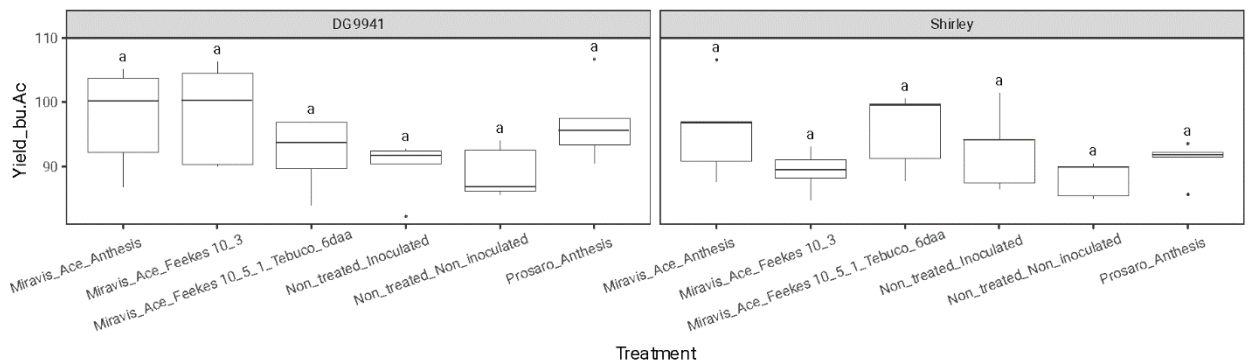 DG9941
Shirley
Yield_bu.Ac
110
100
90
a
a
a
a
a
a
a
a
a
a
a
a
Miravis_Ace_Anthesis
Miravis_Ace_Feekes 10_3
Miravis_Ace_Feekes 10_5_1_Tebuco_6daa
Non_treated_Inoculated
Non_treated_Non_inoculated
Prosaro_Anthesis
Miravis_Ace_Anthesis
Miravis_Ace_Feekes 10_3
Miravis_Ace_Feekes 10_5_1_Tebuco_6daa
Non_treated_Inoculated
Non_treated_Non_inoculated
Prosaro_Anthesis
Treatment